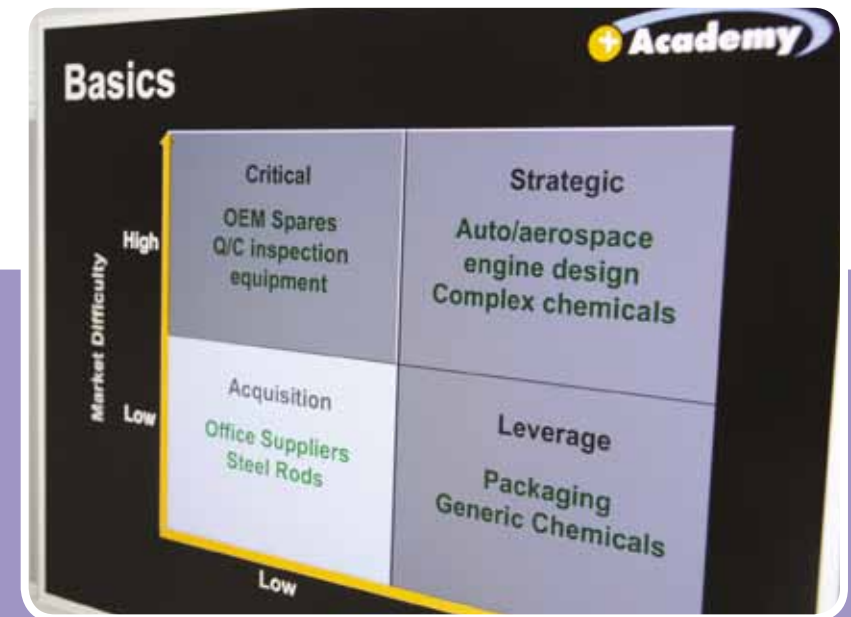 + Academy
Basics
Critical
OEM Spares
Q/C inspection
equipment
Strategic
Auto/aerospace
engine design
Complex chemicals
High
Market Difficulty
Low
Acquisition
Office Suppliers
Steel Rods
Leverage
Packaging
Generic Chemicals
Low